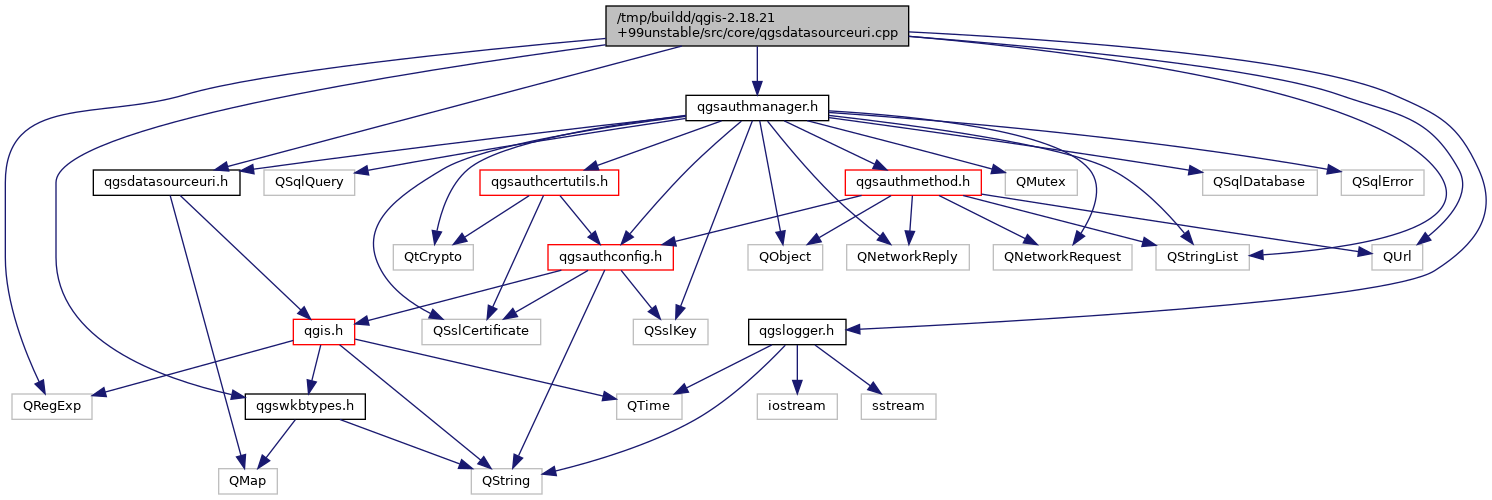 /tmp/buildd/qgis-2.18.21
+99unstable/src/core/qgsdatasourceuri.cpp
qgsauthmanager.h
qgsdatasourceuri.h
QSqlQuery
qgsauthcertutils.h
qgsauthmethod.h
QMutex
QSqlDatabase
QSqlError
QtCrypto
qgsauthconfig.h
QObject
QNetworkReply
QNetworkRequest
QStringList
QUrl
qgis.h
QSslCertificate
QSslKey
qgslogger.h
QRegExp
qgswkbtypes.h
QTime
iostream
sstream
QMap
QString